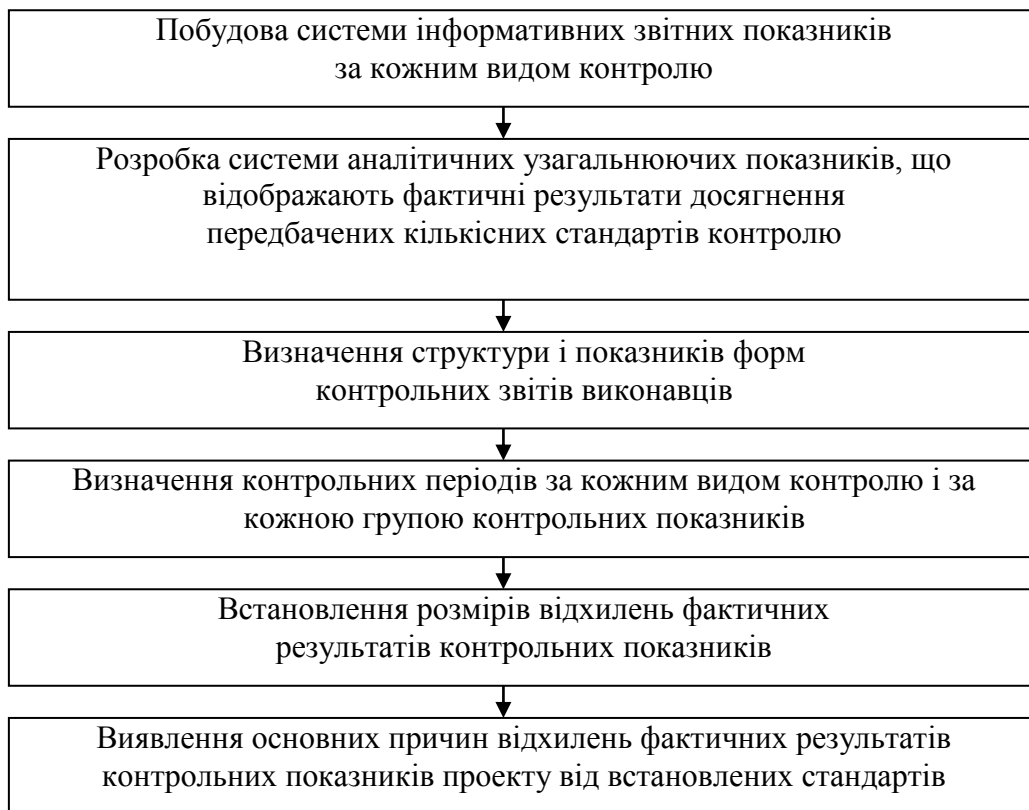 Побудова системи інформативних звітних показників
за кожним видом контролю
Розробка системи аналітичних узагальнюючих показників, що
відображають фактичні результати досягнення
передбачених кількісних стандартів контролю
Визначення структури і показників форм
контрольних звітів виконавців
Визначення контрольних періодів за кожним видом контролю і за
кожною групою контрольних показників
Встановлення розмірів відхилень фактичних
результатів контрольних показників
Виявлення основних причин відхилень фактичних результатів
контрольних показників проекту від встановлених стандартів